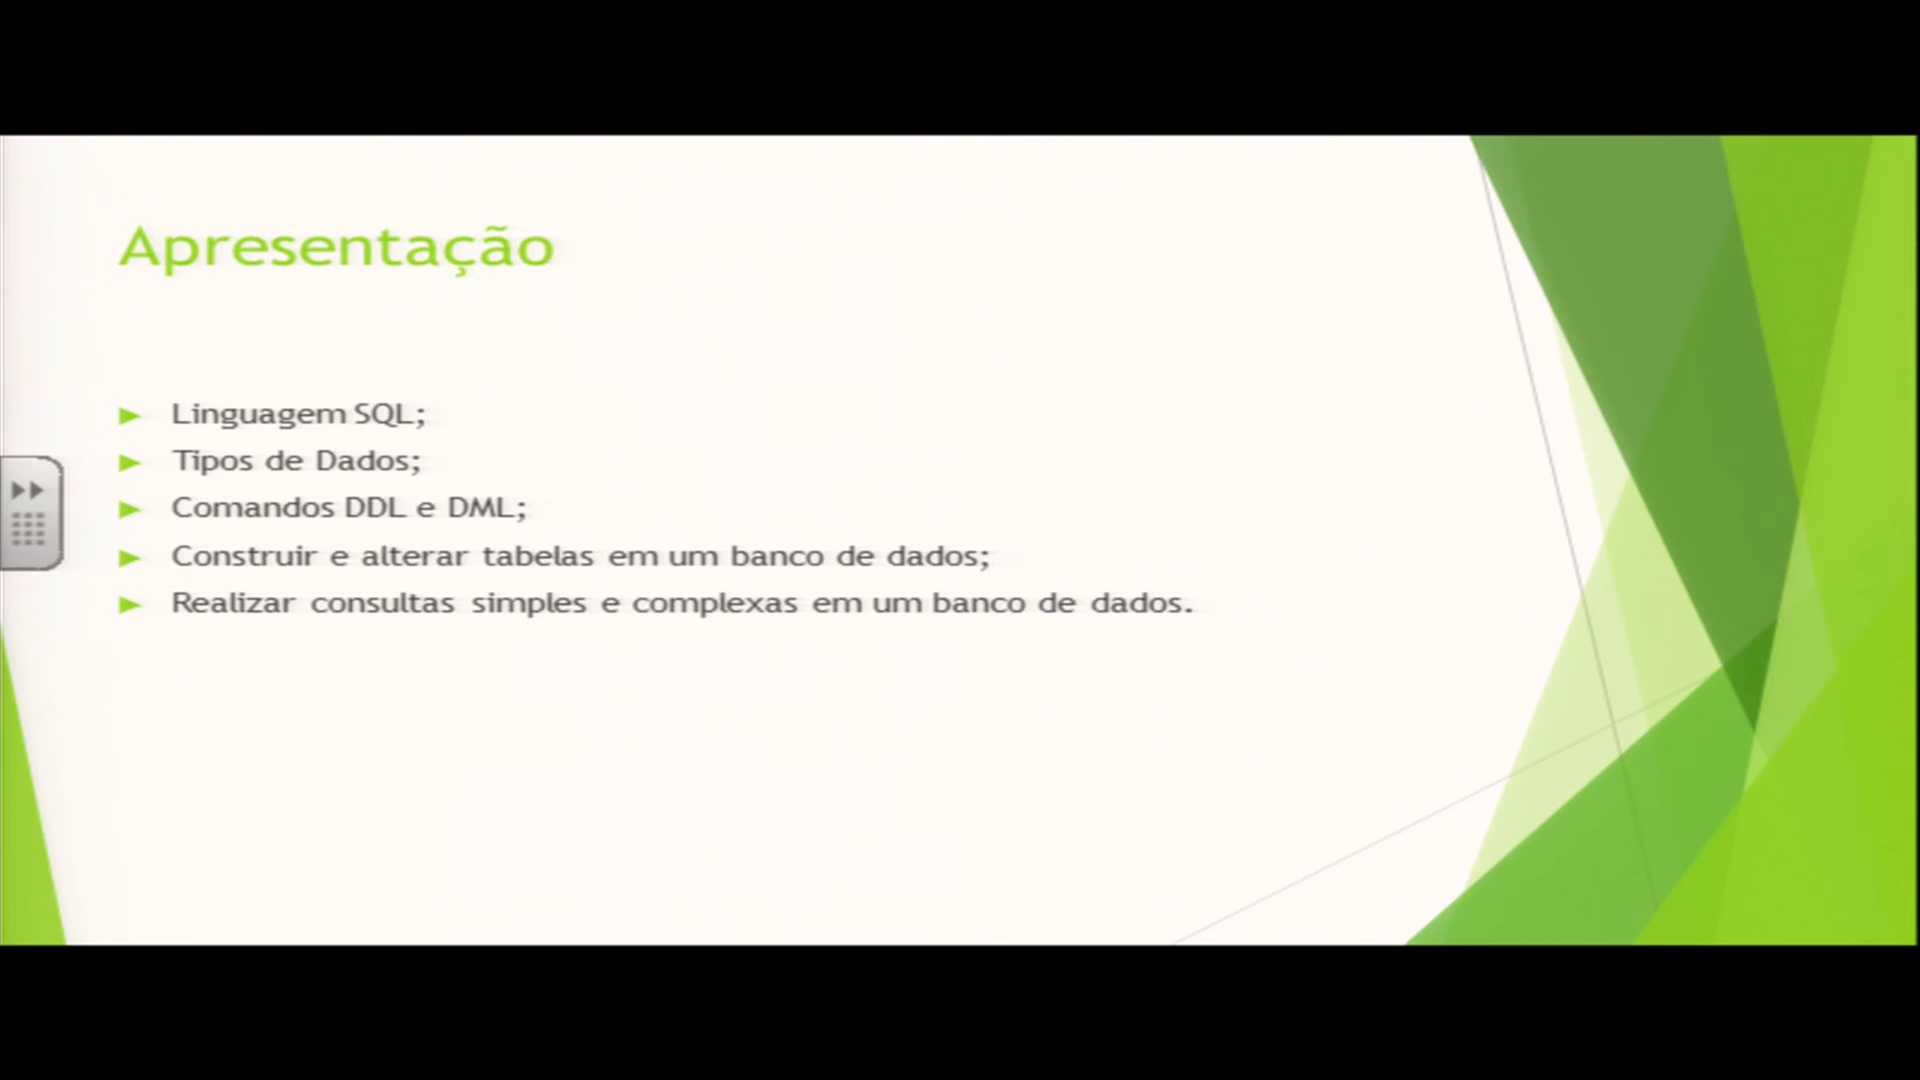 Apresentação
Linguagem SQL;
Tipos de Dados;
Comandos DDL e DML;
Construir e alterar tabelas em um banco de dados;
Realizar consultas simples e complexas em um banco de dados.